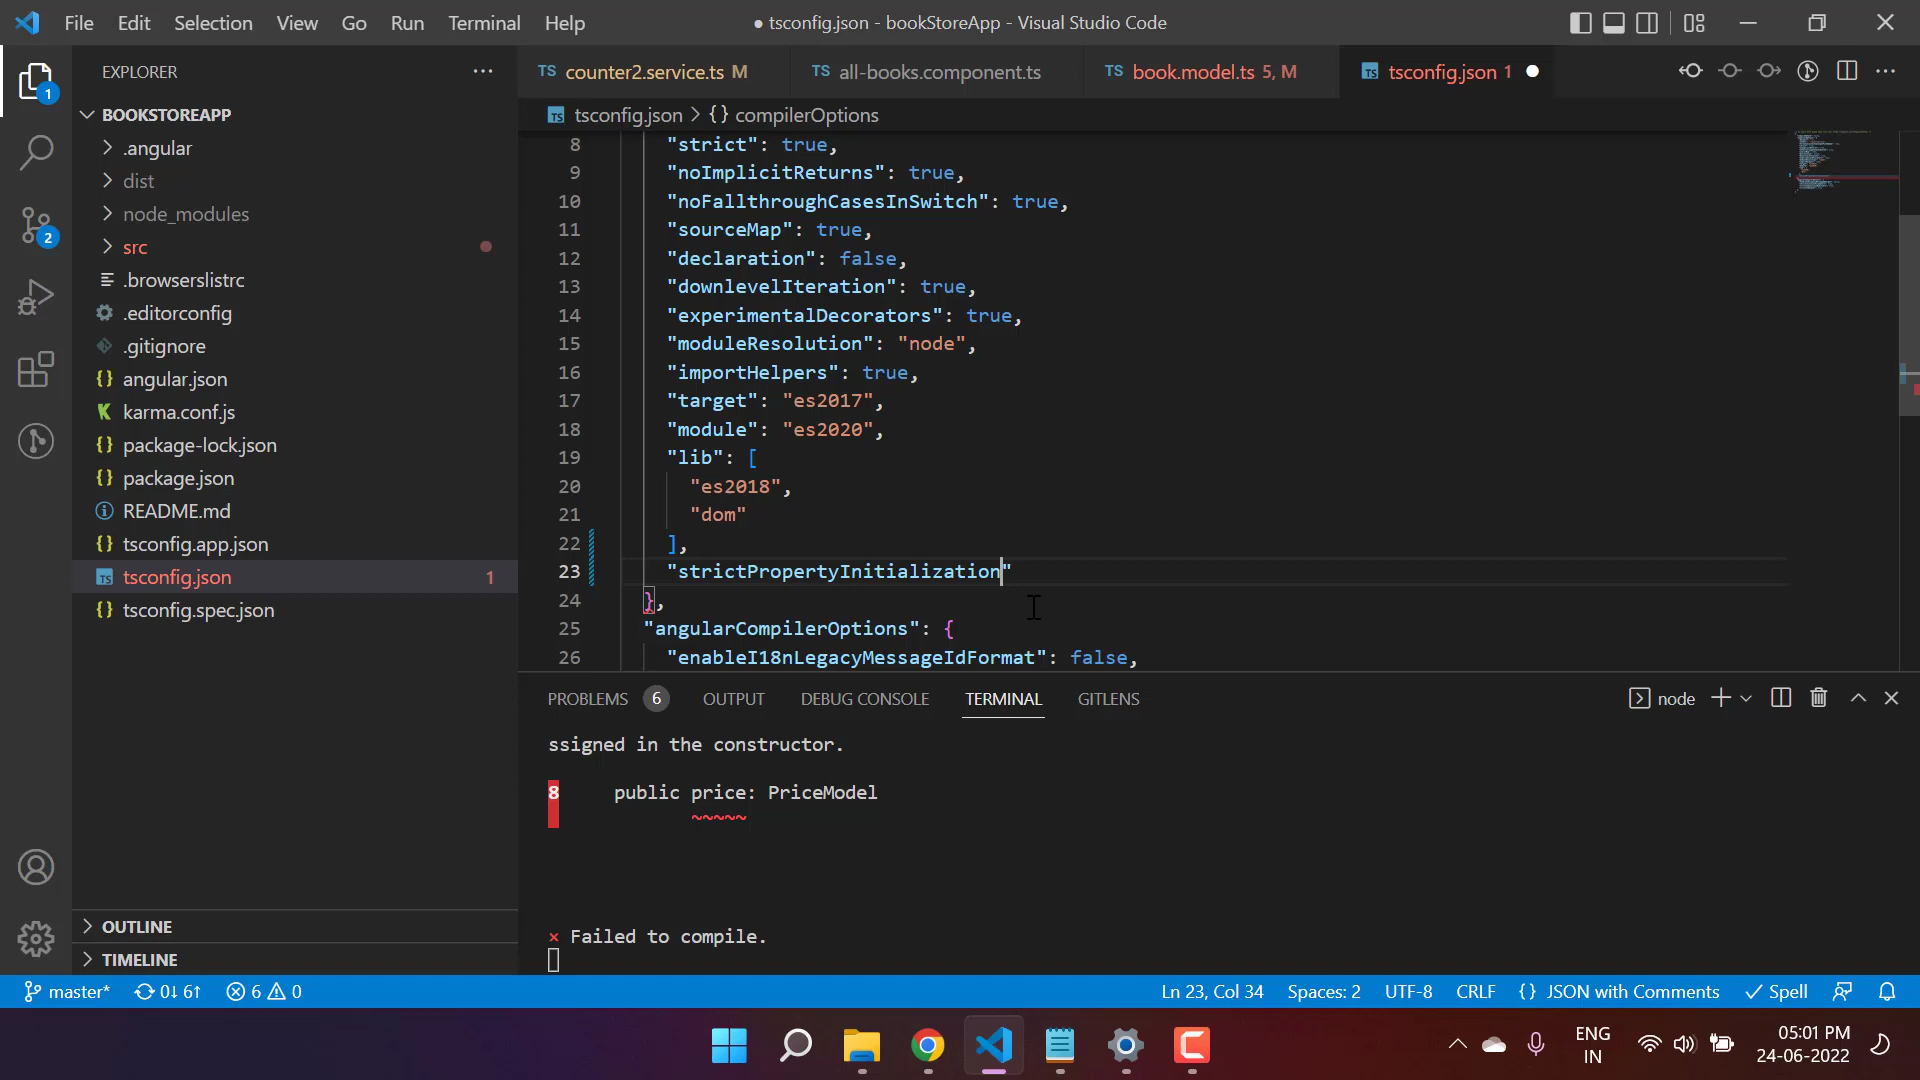 File Edit Selection View Go Run Terminal Help
● tsconfig.json - bookStoreApp - Visual Studio Code
EXPLORER
BOOKSTOREAPP
.angular
dist
node_modules
src
.browserslistrc
.editorconfig
.gitignore
angular.json
karma.conf.js
package-lock.json
package.json
README.md
tsconfig.app.json
tsconfig.json 1
tsconfig.spec.json
OUTLINE
TIMELINE
1
2
TS counter2.service.ts M
TS all-books.component.ts
TS book.model.ts 5, M
TS tsconfig.json 1
TS tsconfig.json > {} compilerOptions
8 "strict": true,
9 "noImplicitReturns": true,
10 "noFallthroughCasesInSwitch": true,
11 "sourceMap": true,
12 "declaration": false,
13 "downlevelIteration": true,
14 "experimentalDecorators": true,
15 "moduleResolution": "node",
16 "importHelpers": true,
17 "target": "es2017",
18 "module": "es2020",
19 "lib": [
20 "es2018",
21 "dom"
22 ],
23 "strictPropertyInitialization"
24 },
25 "angularCompilerOptions": {
26 "enableI18nLegacyMessageIdFormat": false,
PROBLEMS 6 OUTPUT DEBUG CONSOLE TERMINAL GITLENS
node
ssigned in the constructor.
8 public price: PriceModel
~~~~~
× Failed to compile.
master* 0↓ 6↑ 6 0
Ln 23, Col 34 Spaces: 2 UTF-8 CRLF {} JSON with Comments Spell
ENG
IN
05:01 PM
24-06-2022